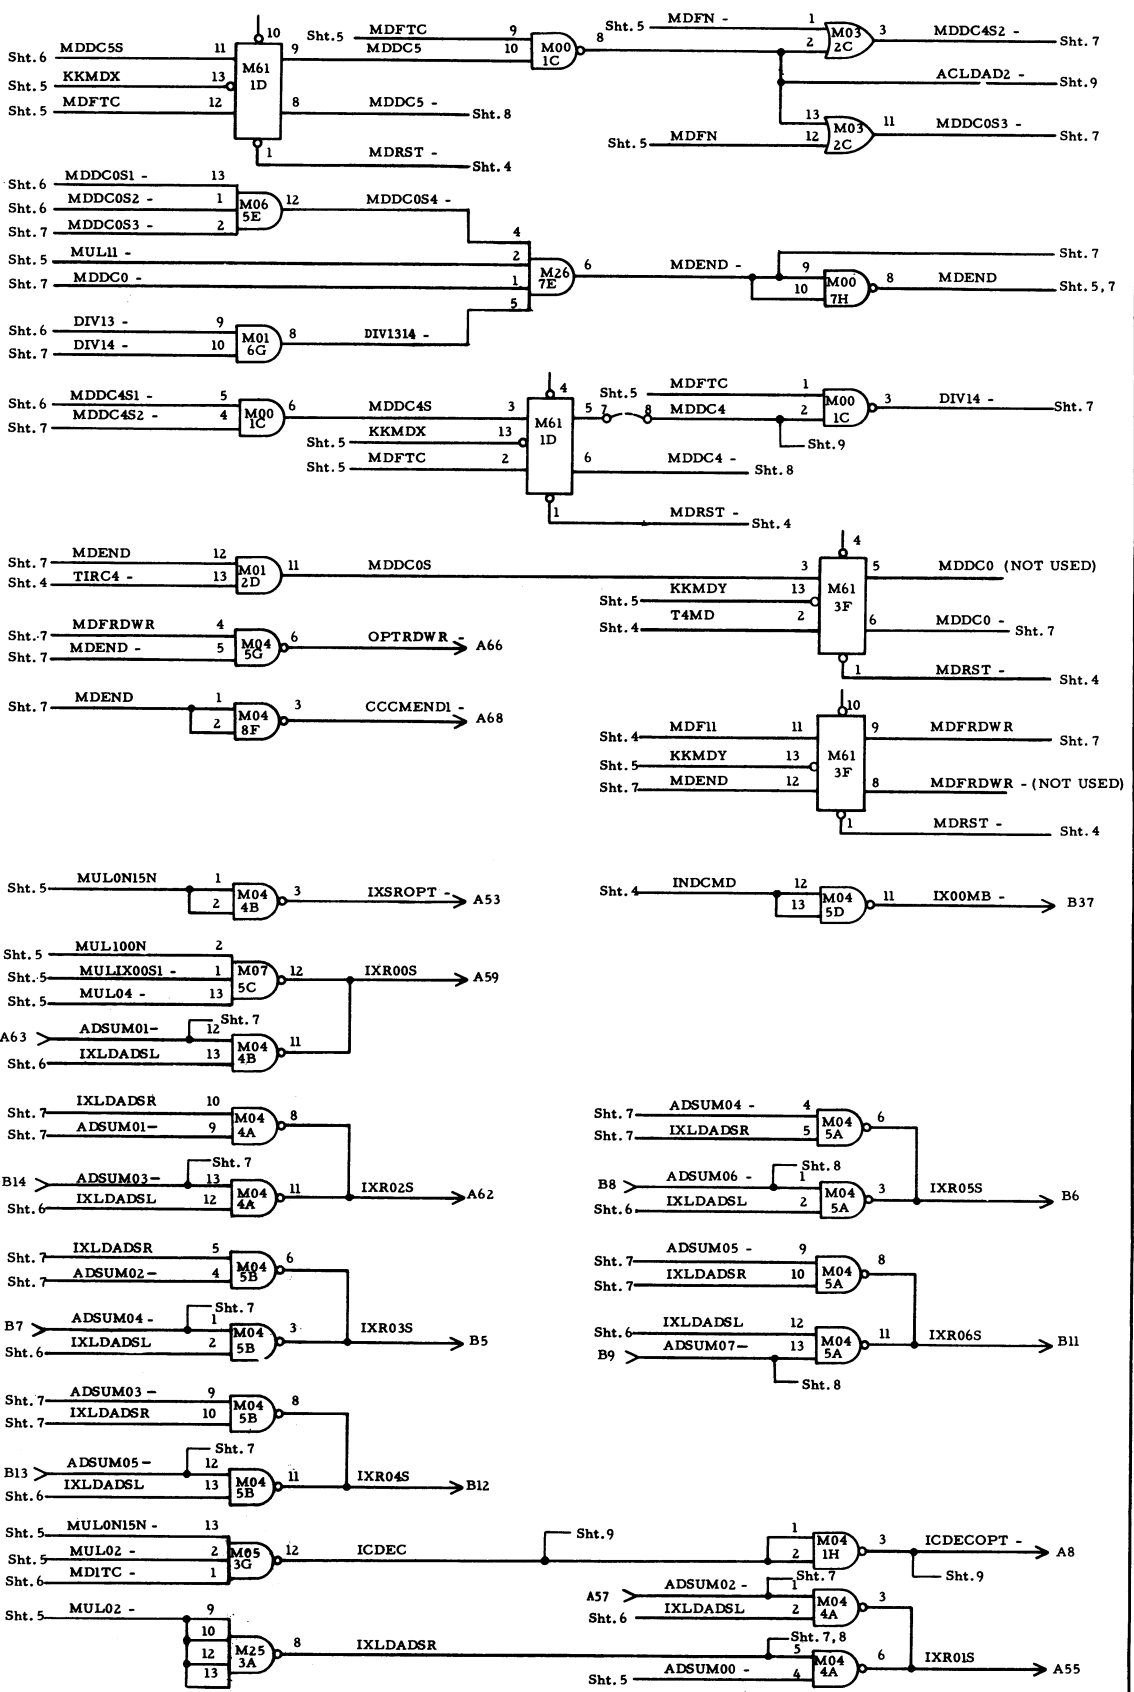 MDDC5S 11 10 9 MDDC5 Sht.5 MDFTC 9 10 M00 1C 8 Sht.5 MDFN - 1 2 M03 2C 3 MDDC4S2 - Sht.7
Sht.6 M61 1D
Sht.5 KKMDX 13 ACLDAD2 - Sht.9
Sht.5 MDFTC 12 8 MDDC5 - Sht.8
Sht.5 MDFN 13 12 M03 2C 11 MDDC0S3 - Sht.7
1 MDRST - Sht.4
Sht.6 MDDC0S1 - 13
Sht.6 MDDC0S2 - 1 M06 5E 12 MDDC0S4 -
Sht.7 MDDC0S3 - 2
4
Sht.5 MUL11 - 2 Sht.7
Sht.7 MDDC0 - 1 M26 7E 6 MDEND - 9 10 M00 7H 8 MDEND Sht.5,7
5
Sht.6 DIV13 - 9
Sht.7 DIV14 - 10 M01 6G 8 DIV1314 -
Sht.6 MDDC4S1 - 5
Sht.7 MDDC4S2 - 4 M00 1C 6 MDDC4S 3 4 M61 1D 5 7 8 MDDC4 Sht.5 MDFTC 1 2 M00 1C 3 DIV14 - Sht.7
Sht.5 KKMDX 13 Sht.9
Sht.5 MDFTC 2 6 MDDC4 - Sht.8
1 MDRST - Sht.4
Sht.7 MDEND 12
Sht.4 TIRC4 - 13 M01 2D 11 MDDC0S 3 4 M61 3F 5 MDDC0 (NOT USED)
Sht.5 KKMDY 13
Sht.4 T4MD 2 6 MDDC0 - Sht.7
1 MDRST - Sht.4
Sht.7 MDFRDWR 4
Sht.7 MDEND - 5 M04 5G 6 OPTRDWR - A66
Sht.7 MDEND 1 2 M04 8F 3 CCCMEND1 - A68
Sht.4 MDF11 11 10 M61 3F 9 MDFRDWR Sht.7
Sht.5 KKMDY 13
Sht.7 MDEND 12 8 MDFRDWR - (NOT USED)
1 MDRST - Sht.4
Sht.5 MUL0N15N 1 2 M04 4B 3 IXSROPT - A53
Sht.4 INDCMD 12 13 M04 5D 11 IX00MB - B37
Sht.5 MUL100N 2
Sht.5 MULIX00S1 - 1 M07 5C 12 IXR00S A59
Sht.5 MUL04 - 13
A63 ADSUM01- Sht.7 12
Sht.6 IXLDADSL 13 M04 4B 11
Sht.7 IXLDADSR 10
Sht.7 ADSUM01- 9 M04 4A 8
B14 ADSUM03- Sht.7 13
Sht.6 IXLDADSL 12 M04 4A 11 IXR02S A62
Sht.7 ADSUM04 - 4
Sht.7 IXLDADSR 5 M04 5A 6
B8 ADSUM06 - Sht.8 1
Sht.6 IXLDADSL 2 M04 5A 3 IXR05S B6
Sht.7 IXLDADSR 5
Sht.7 ADSUM02- 4 M04 5B 6
B7 ADSUM04 - Sht.7 1
Sht.6 IXLDADSL 2 M04 5B 3 IXR03S B5
Sht.7 ADSUM05 - 9
Sht.7 IXLDADSR 10 M04 5A 8
Sht.6 IXLDADSL 12
B9 ADSUM07- 13 M04 5A 11 IXR06S B11
Sht.8
Sht.7 ADSUM03 - 9
Sht.7 IXLDADSR 10 M04 5B 8
B13 ADSUM05- Sht.7 12
Sht.6 IXLDADSL 13 M04 5B 11 IXR04S B12
Sht.5 MUL0N15N - 13
Sht.5 MUL02 - 2 M05 3G 12 ICDEC Sht.9 1 2 M04 1H 3 ICDECOPT - A8
Sht.6 MD1TC - 1 Sht.9
A57 ADSUM02 - Sht.7 1
Sht.6 IXLDADSL 2 M04 4A 3
Sht.5 MUL02 - 9 10 12 13 M25 3A 8 IXLDADSR Sht.7,8 5
Sht.5 ADSUM00 - 4 M04 4A 6 IXR01S A55